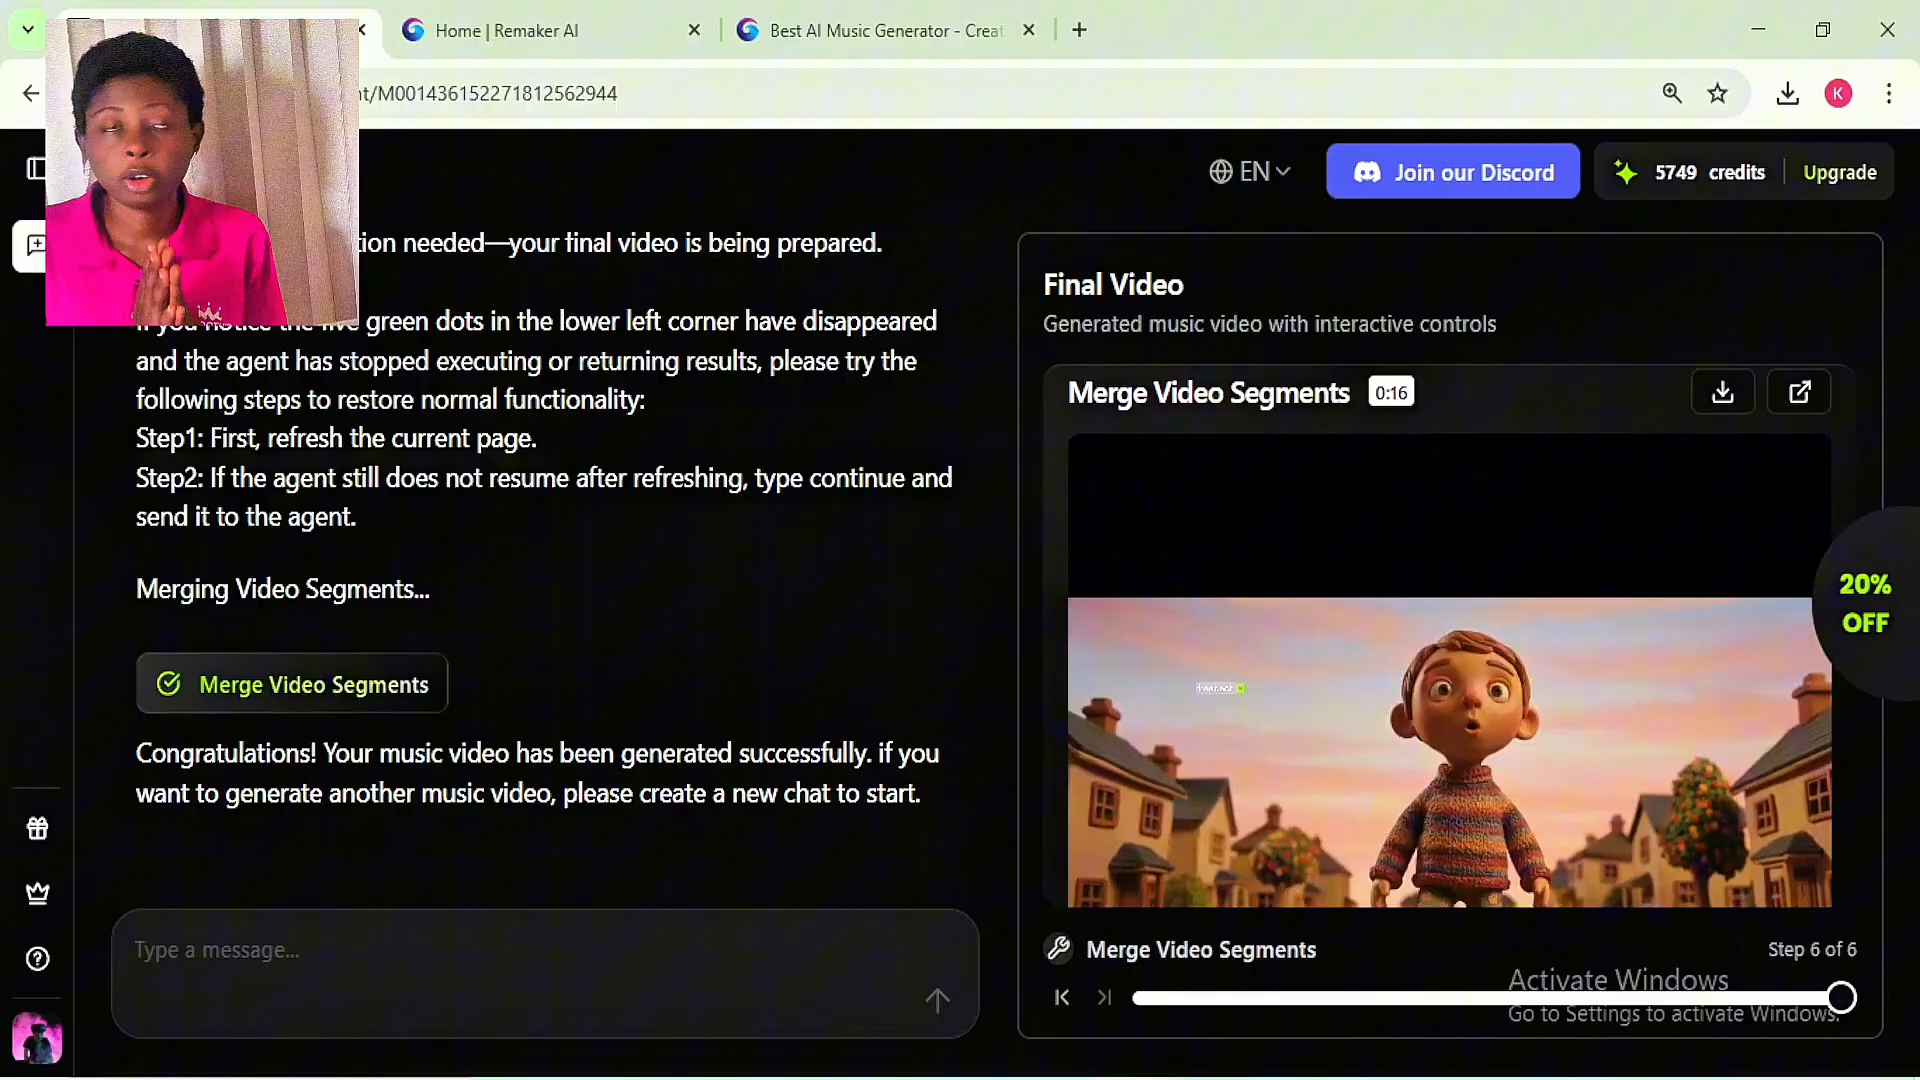 Home | Remaker AI
Best AI Music Generator - Creat
t/M001436152271812562944
K
EN
Join our Discord
5749 credits
Upgrade
tion needed—your final video is being prepared.
green dots in the lower left corner have disappeared
and the agent has stopped executing or returning results, please try the
following steps to restore normal functionality:
Step1: First, refresh the current page.
Step2: If the agent still does not resume after refreshing, type continue and
send it to the agent.
Merging Video Segments...
Merge Video Segments
Congratulations! Your music video has been generated successfully. if you
want to generate another music video, please create a new chat to start.
Type a message...
Final Video
Generated music video with interactive controls
Merge Video Segments
0:16
20%
OFF
Merge Video Segments
Step 6 of 6
Activate Windows
Go to Settings to activate Windows.